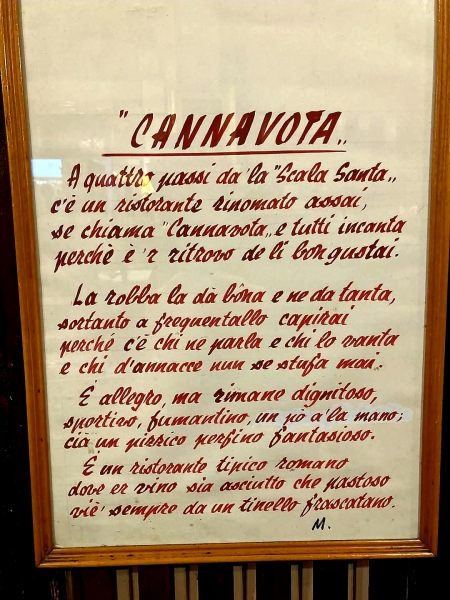 "CANNAVOTA„
A quattro passi da 'la "Scala Santa„
c'è un ristorante rinomato assai,
se chiama "Cannavota„ e tutti incanta
perchè è 'r ritrovo de li bongustai.
La robba la dà bôna e ne da tanta,
sortanto a frequentallo capirai
perché c'è chi ne parla e chi lo vanta
e chi d'annacce nun se stufa mai.
È allegro, ma rimane dignitoso,
sportivo, fumantino, un pò a'la mano;
cià un pizzico perfino fantasioso.
È un ristorante tipico romano
dove er vino sia asciutto che pastoso
viè sempre da un tinello frascatano.
M.